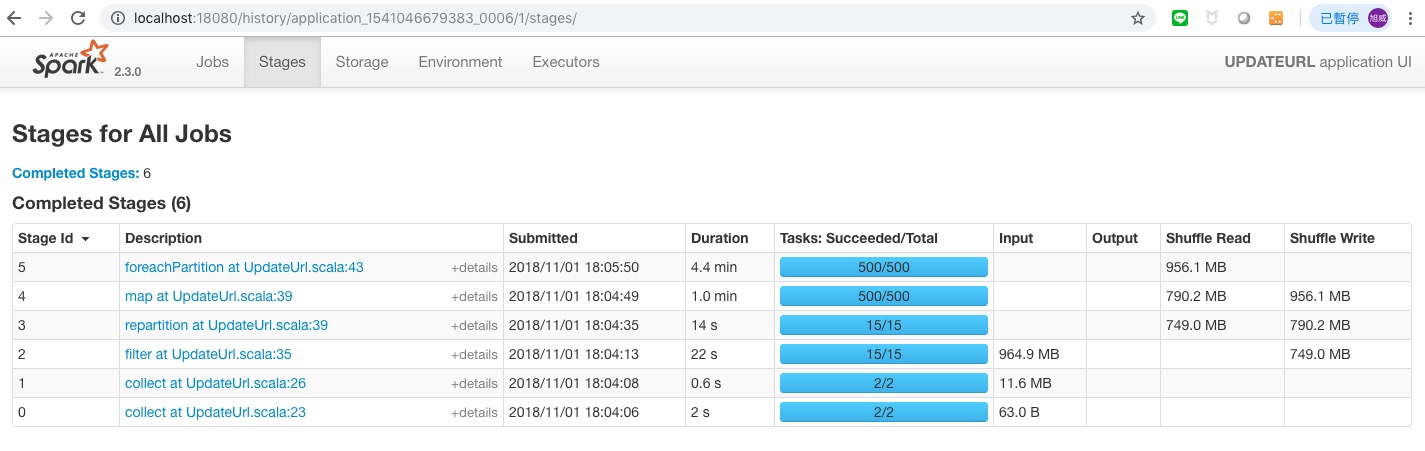 localhost:18080/history/application_1541046679383_0006/1/stages/ 已暫停 旭威
APACHE Spark 2.3.0 Jobs Stages Storage Environment Executors UPDATEURL application UI
Stages for All Jobs
Completed Stages: 6
Completed Stages (6)
Stage Id Description Submitted Duration Tasks: Succeeded/Total Input Output Shuffle Read Shuffle Write
5 foreachPartition at UpdateUrl.scala:43 +details 2018/11/01 18:05:50 4.4 min 500/500 956.1 MB
4 map at UpdateUrl.scala:39 +details 2018/11/01 18:04:49 1.0 min 500/500 790.2 MB 956.1 MB
3 repartition at UpdateUrl.scala:39 +details 2018/11/01 18:04:35 14 s 15/15 749.0 MB 790.2 MB
2 filter at UpdateUrl.scala:35 +details 2018/11/01 18:04:13 22 s 15/15 964.9 MB 749.0 MB
1 collect at UpdateUrl.scala:26 +details 2018/11/01 18:04:08 0.6 s 2/2 11.6 MB
0 collect at UpdateUrl.scala:23 +details 2018/11/01 18:04:06 2 s 2/2 63.0 B